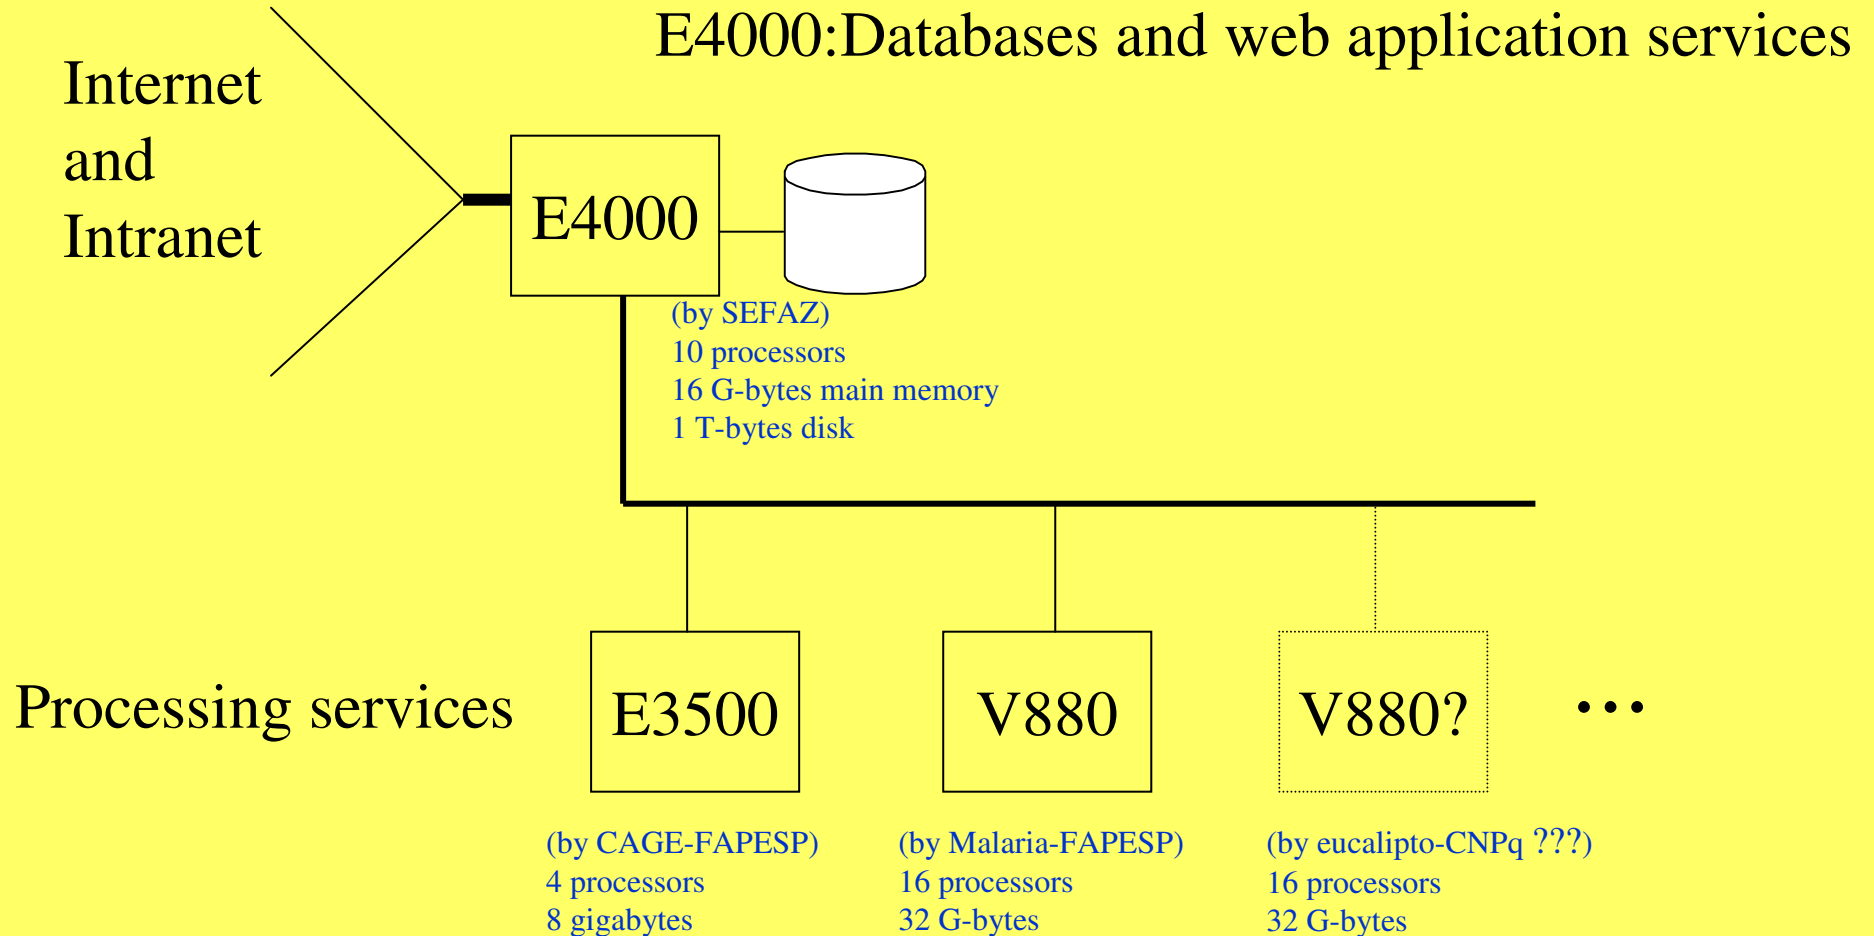 E4000:Databases and web application services
Internet
and
Intranet
E4000
(by SEFAZ)
10 processors
16 G-bytes main memory
1 T-bytes disk
Processing services
E3500
V880
V880?
...
(by CAGE-FAPESP)
4 processors
8 gigabytes
(by Malaria-FAPESP)
16 processors
32 G-bytes
(by eucalipto-CNPq ???)
16 processors
32 G-bytes